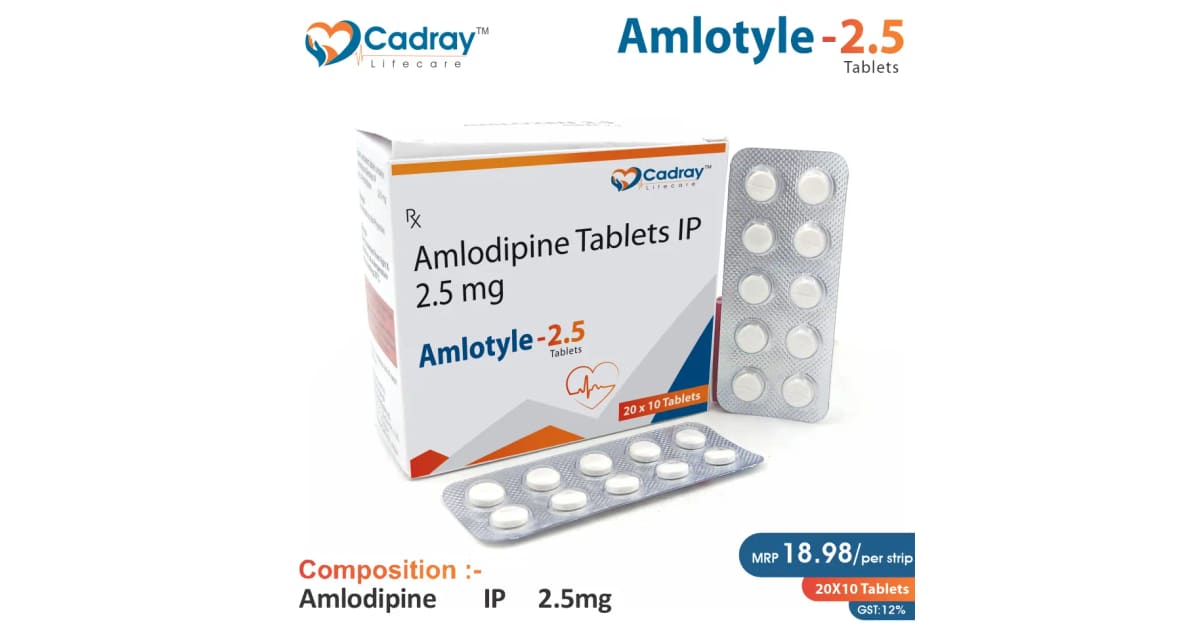 Cadray™
Lifecare
Amlotyle -2.5
Tablets
Cadray™
Lifecare
Rx
Amlodipine Tablets IP
2.5 mg
Amlotyle -2.5
Tablets
20 x 10 Tablets
Composition :-
Amlodipine IP 2.5mg
MRP 18.98/per strip
20X10 Tablets
GST:12%